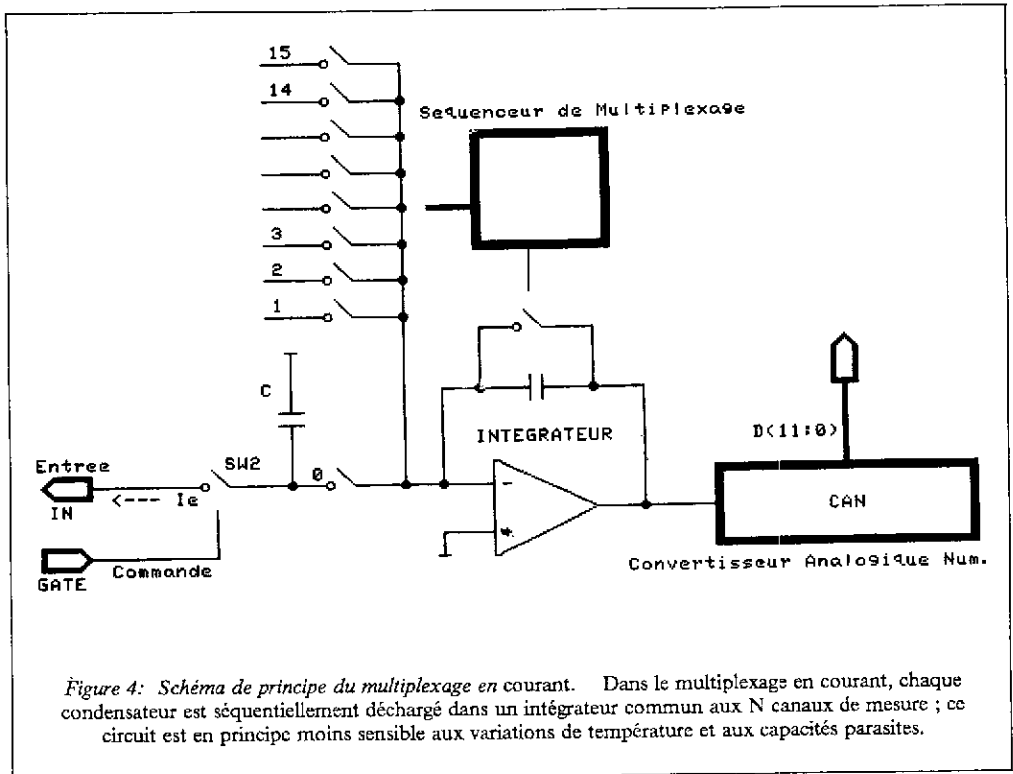 15
14
Sequenceur de Multiplexage
3
2
1
C
INTEGRATEUR
D(11:0)
Entree
SW2
0
<--- Ie
IN
-
+
CAN
GATE
Commande
Convertisseur Analogique Num.
Figure 4: Schéma de principe du multiplexage en courant. Dans le multiplexage en courant, chaque
condensateur est séquentiellement déchargé dans un intégrateur commun aux N canaux de mesure ; ce
circuit est en principe moins sensible aux variations de température et aux capacités parasites.